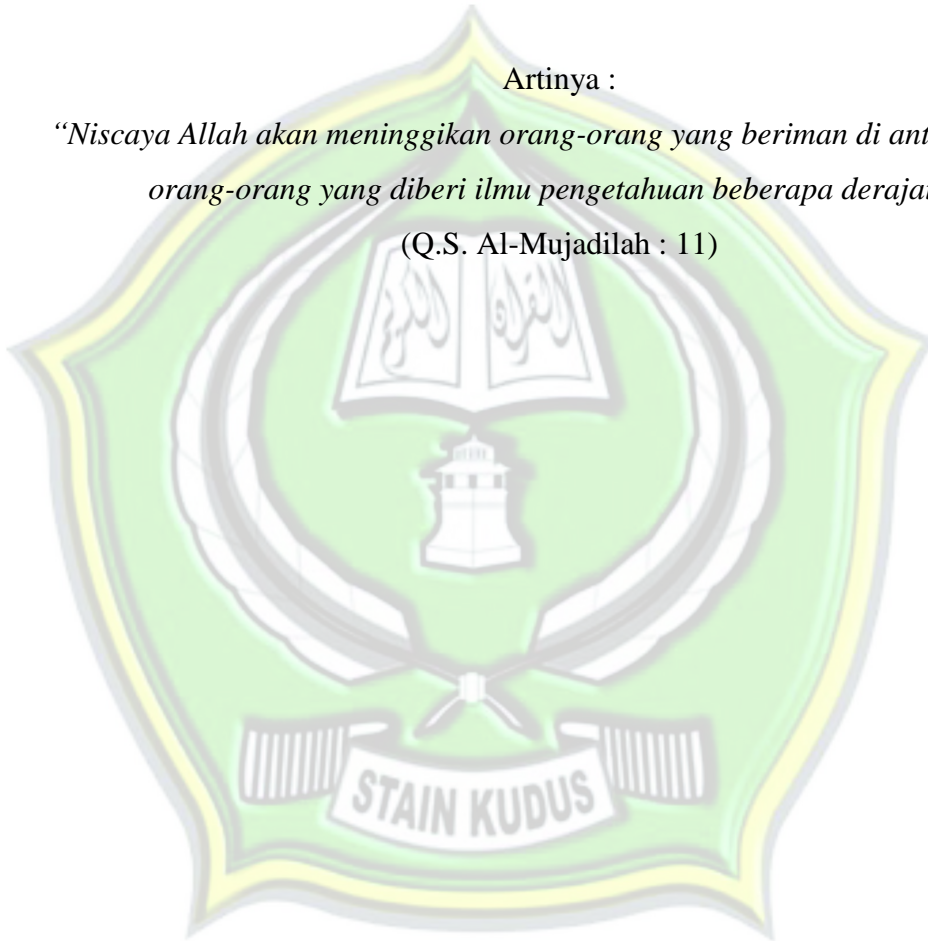 Artinya :
“Niscaya Allah akan meninggikan orang-orang yang beriman di ant
orang-orang yang diberi ilmu pengetahuan beberapa deraja
(Q.S. Al-Mujadilah : 11)
STAIN KUDUS